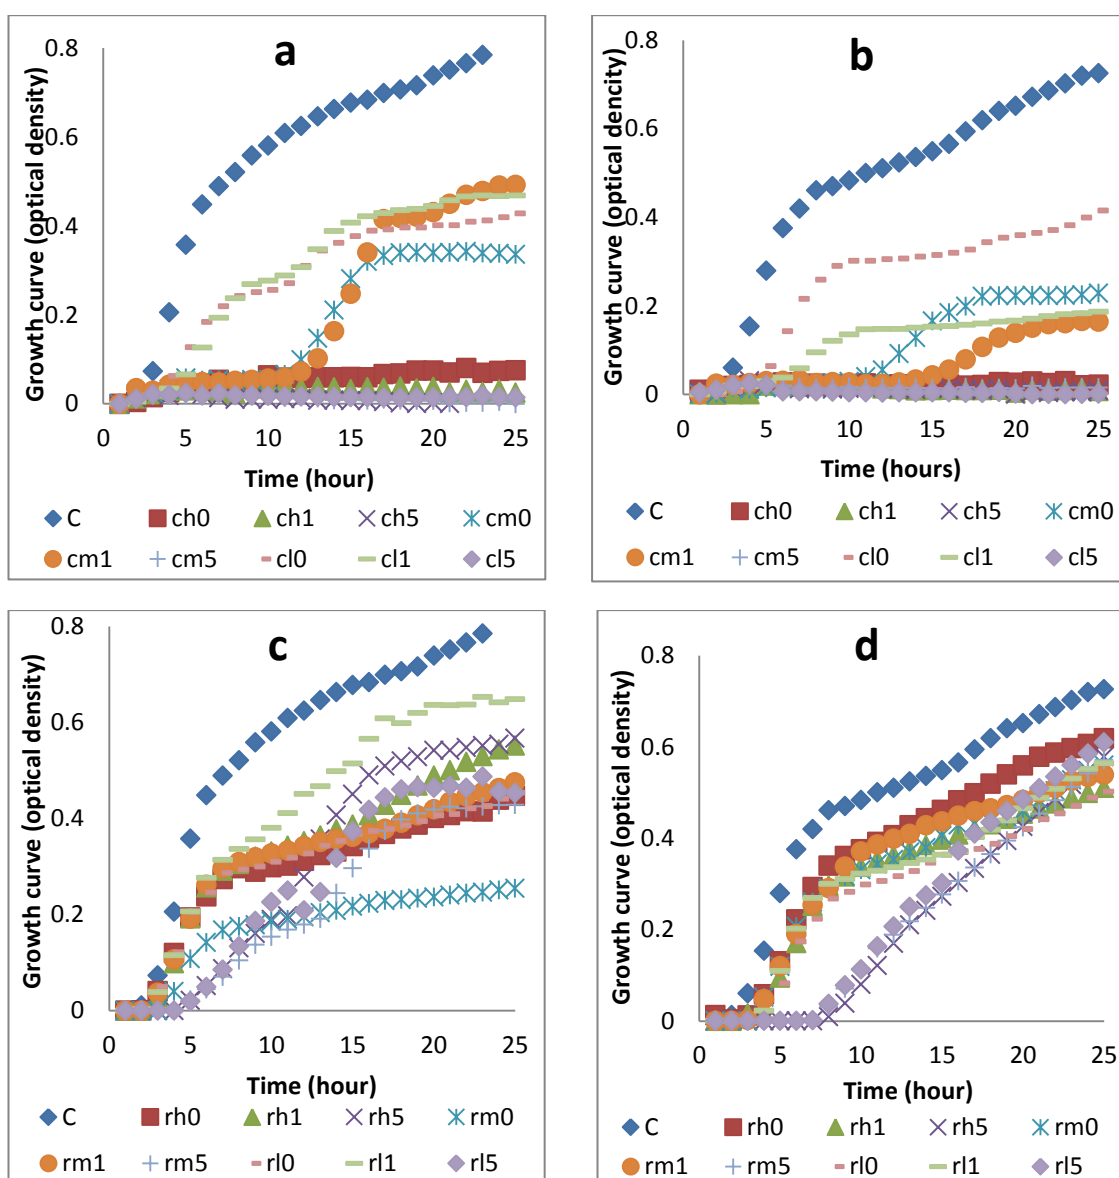 a
Growth curve (optical density)
0.8
0.6
0.4
0.2
0
0 5 10 15 20 25
Time (hour)
C ch0 ch1 ch5 cm0
cm1 cm5 cl0 cl1 cl5
b
Growth curve (optical dencity)
0.8
0.6
0.4
0.2
0
0 5 10 15 20 25
Time (hours)
C ch0 ch1 ch5 cm0
cm1 cm5 cl0 cl1 cl5
c
Growth curve (optical density)
0.8
0.6
0.4
0.2
0
0 5 10 15 20 25
Time (hour)
C rh0 rh1 rh5 rm0
rm1 rm5 rl0 rl1 rl5
d
Growth curve (optical density)
0.8
0.6
0.4
0.2
0
0 5 10 15 20 25
Time (hour)
C rh0 rh1 rh5 rm0
rm1 rm5 rl0 rl1 rl5